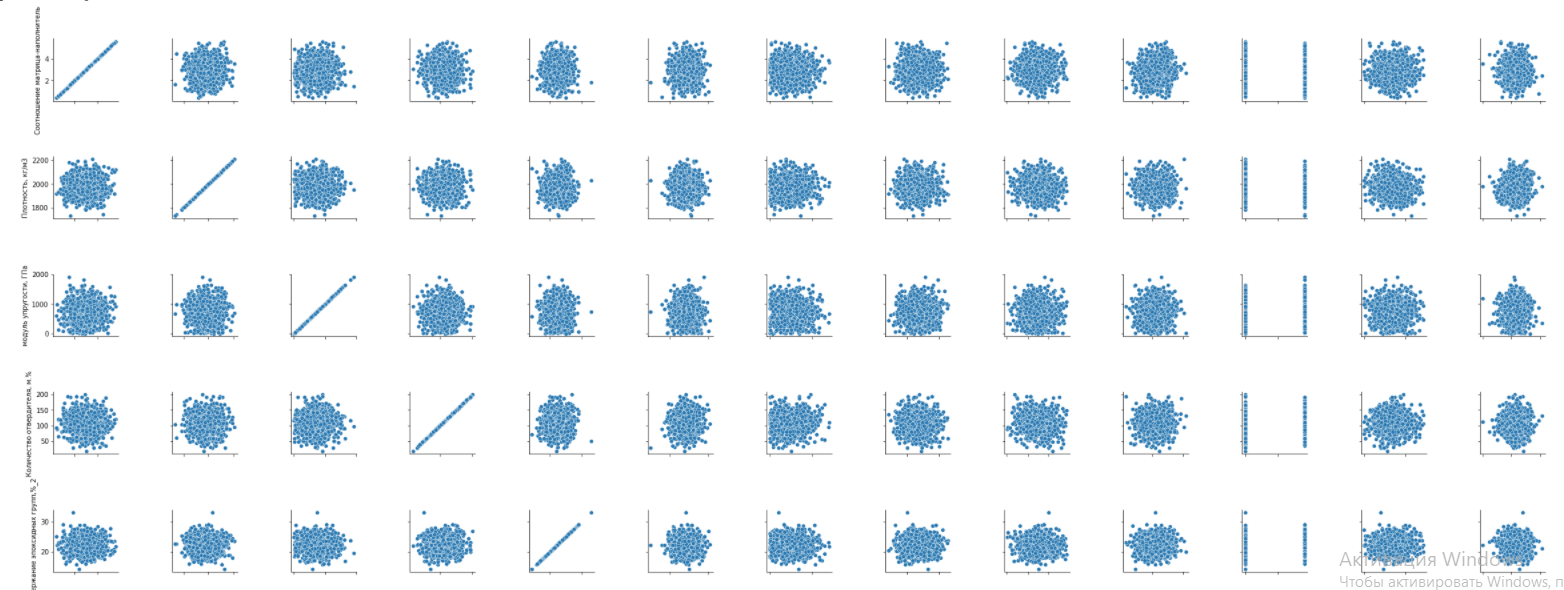 Соотношение матрица-наполнитель
4
2
Плотность, кг/м3
2200
2000
1800
модуль упругости, ГПа
2000
1000
0
Количество отвердителя, м.%
200
150
100
50
ержание эпоксидных групп,%_2
30
20
Активация Windows
Чтобы активировать Windows, п